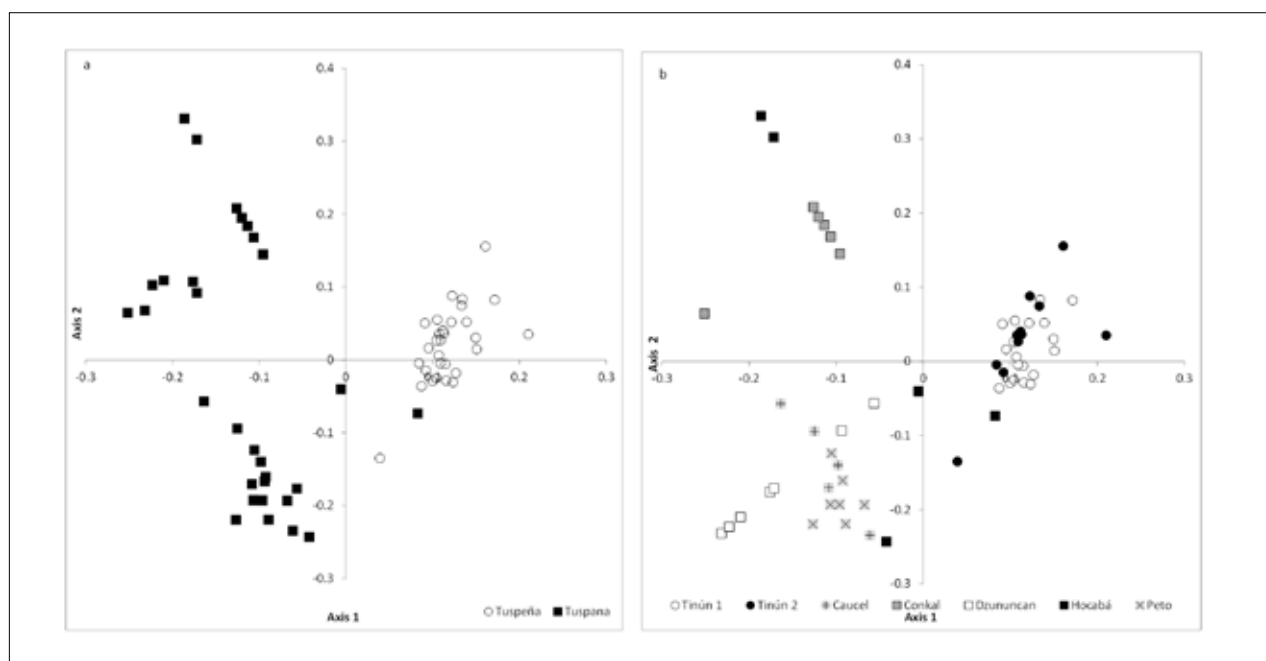 a
0.4
0.3
0.2
0.1
0
-0.3 -0.2 -0.1 0 0.1 0.2 0.3
-0.1
-0.2
-0.3
Axis 2
Axis 1
Tuspeña Tuspana
b
0.4
0.3
0.2
0.1
0
-0.3 -0.2 -0.1 0 0.1 0.2 0.3
-0.1
-0.2
-0.3
Axis 2
Tinún 1 Tinún 2 Caucel Conkal Dzununcan Hocabá Peto
Axis 1